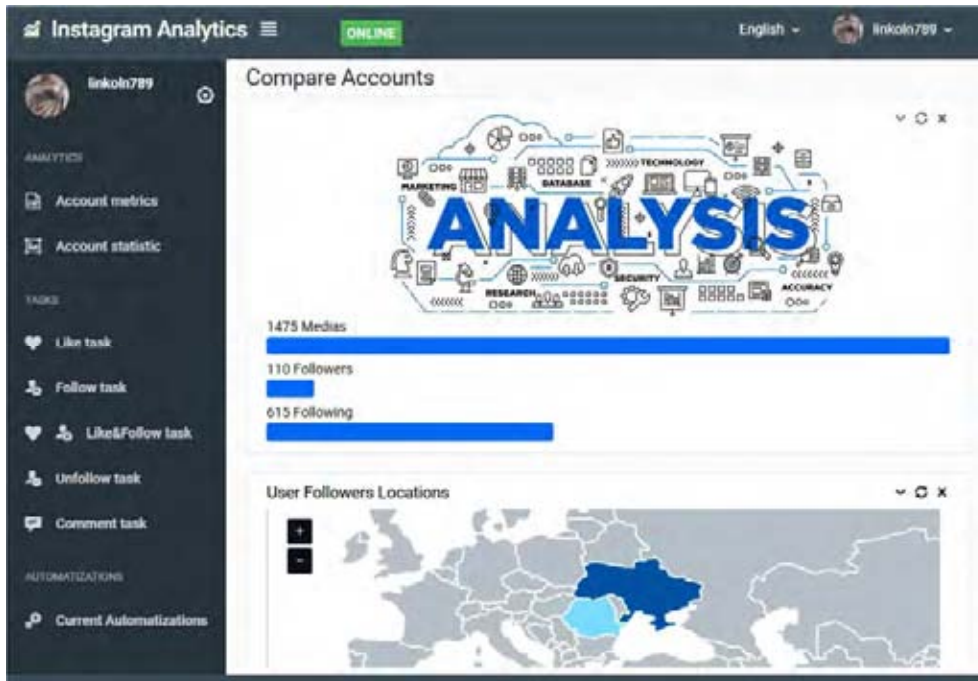 Instagram Analytics
ONLINE
English
linkoln789
linkoln789
ANALYTICS
Account metrics
Account statistic
TASKS
Like task
Follow task
Like&Follow task
Unfollow task
Comment task
AUTOMATIZATIONS
Current Automatizations
Compare Accounts
MARKETING
DATABASE
TECHNOLOGY
ANALYSIS
RESEARCH
SECURITY
ACCURACY
1475 Medias
110 Followers
615 Following
User Followers Locations
+
-